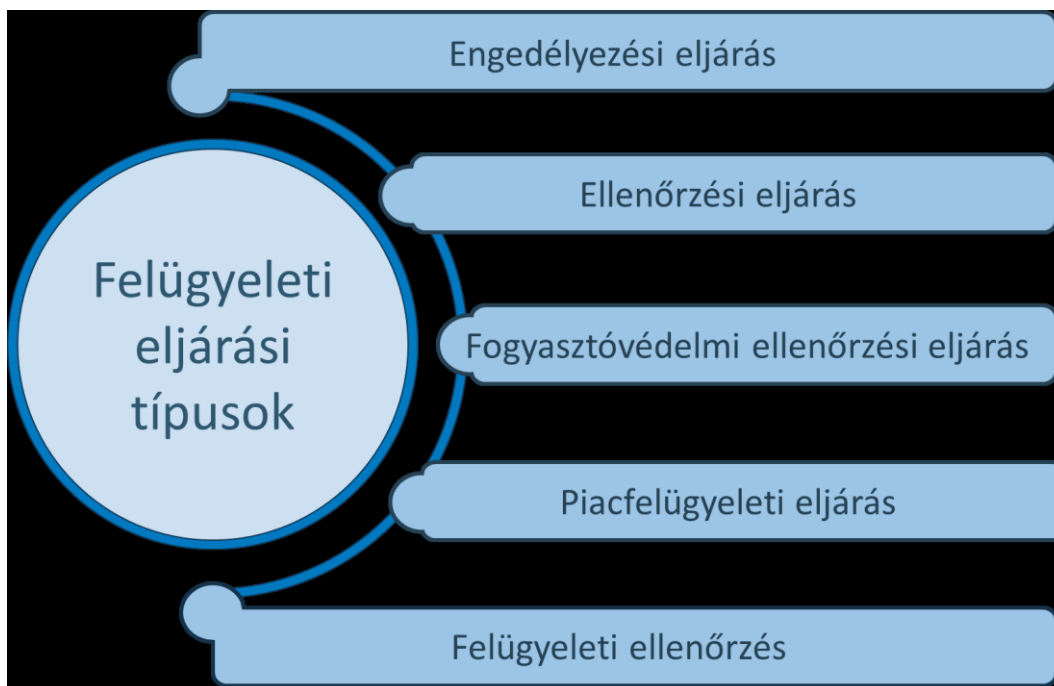 Engedélyezési eljárás
Ellenőrzési eljárás
Felügyeleti
eljárási
típusok
Fogyasztóvédelmi ellenőrzési eljárás
Piacfelügyeleti eljárás
Felügyeleti ellenőrzés